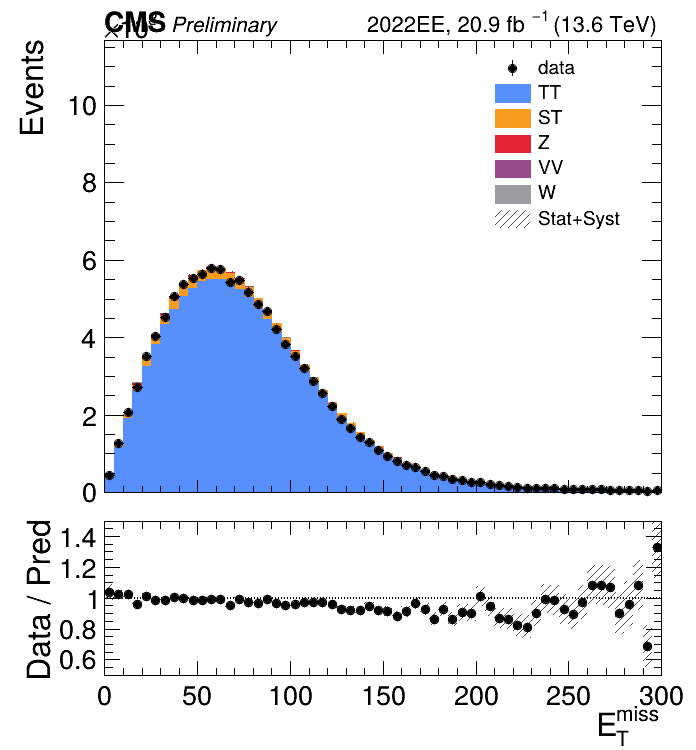 CMS Preliminary 2022EE, 20.9 fb⁻¹ (13.6 TeV)
Events
10
8
6
4
2
0
data
TT
ST
Z
VV
W
Stat+Syst
Data / Pred
1.4
1.2
1
0.8
0.6
0 50 100 150 200 250 300
E_T^miss